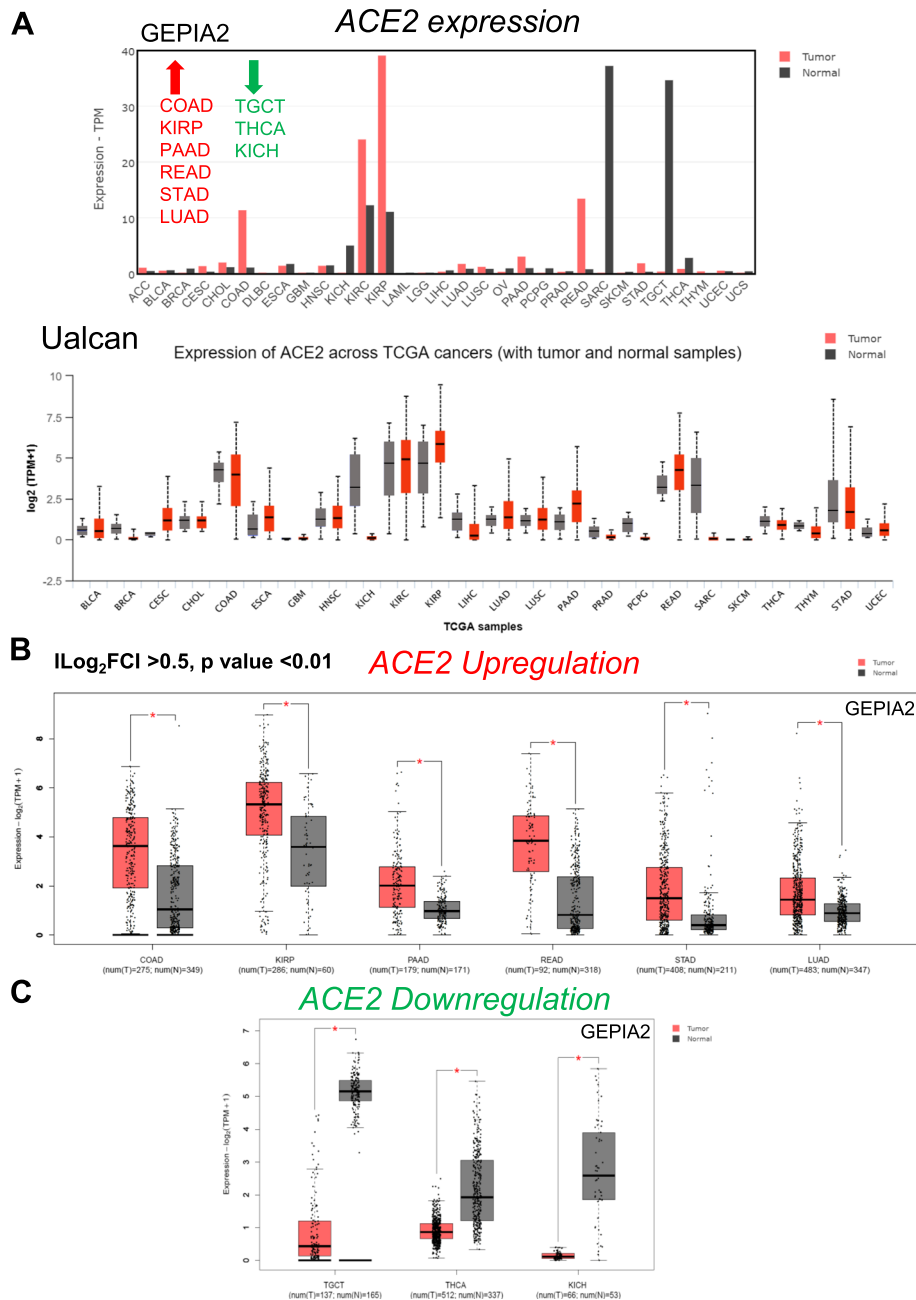 A
ACE2 expression
GEPIA2
COAD
KIRP
PAAD
READ
STAD
LUAD
TGCT
THCA
KICH
Tumor
Normal
Expression - TPM
40
30
20
10
0
ACC BLCA BRCA CESC CHOL COAD DLBC ESCA GBM HNSC KICH KIRC KIRP LAML LGG LIHC LUAD LUSC OV PAAD PCPG PRAD READ SARC SKCM STAD TGCT THCA THYM UCEC UCS
Ualcan
Expression of ACE2 across TCGA cancers (with tumor and normal samples)
Tumor
Normal
log2 (TPM+1)
10
7.5
5
2.5
0
-2.5
BLCA BRCA CESC CHOL COAD ESCA GBM HNSC KICH KIRC KIRP LIHC LUAD LUSC PAAD PRAD PCPG READ SARC SKCM THCA THYM STAD UCEC
TCGA samples
B
ILog₂FCI >0.5, p value <0.01
ACE2 Upregulation
Tumor
Normal
GEPIA2
Expression – log₂(TPM + 1)
8
6
4
2
0
* * * * * *
COAD
(num(T)=275; num(N)=349)
KIRP
(num(T)=286; num(N)=60)
PAAD
(num(T)=179; num(N)=171)
READ
(num(T)=92; num(N)=318)
STAD
(num(T)=408; num(N)=211)
LUAD
(num(T)=483; num(N)=347)
C
ACE2 Downregulation
GEPIA2
Tumor
Normal
Expression – log₂(TPM + 1)
7
6
5
4
3
2
1
0
* * *
TGCT
(num(T)=137; num(N)=165)
THCA
(num(T)=512; num(N)=337)
KICH
(num(T)=66; num(N)=53)